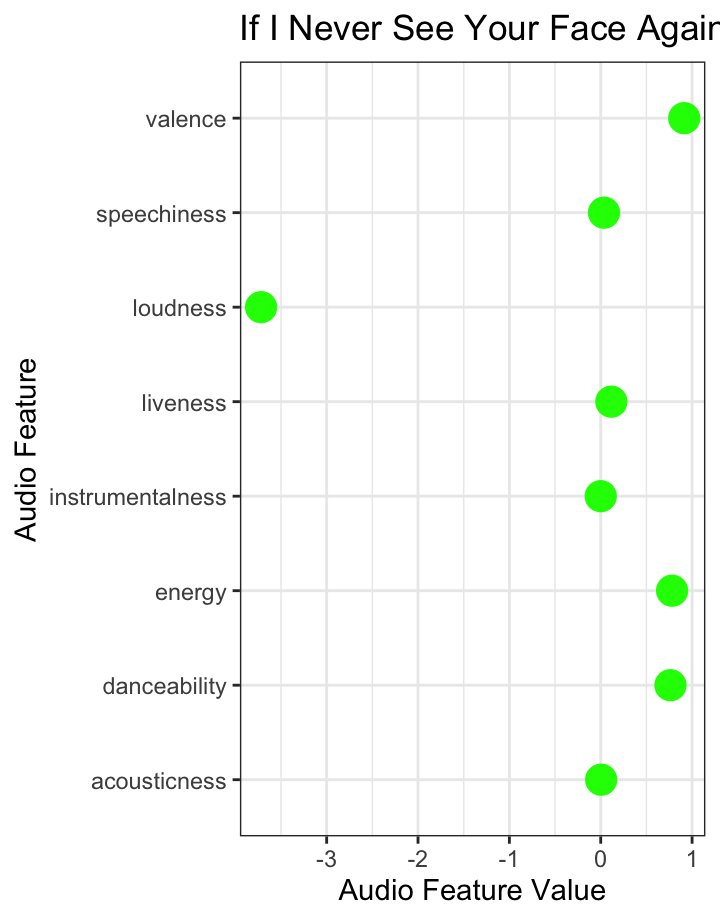 If I Never See Your Face Again
valence
speechiness
loudness
liveness
instrumentalness
energy
danceability
acousticness
Audio Feature
-3 -2 -1 0 1
Audio Feature Value